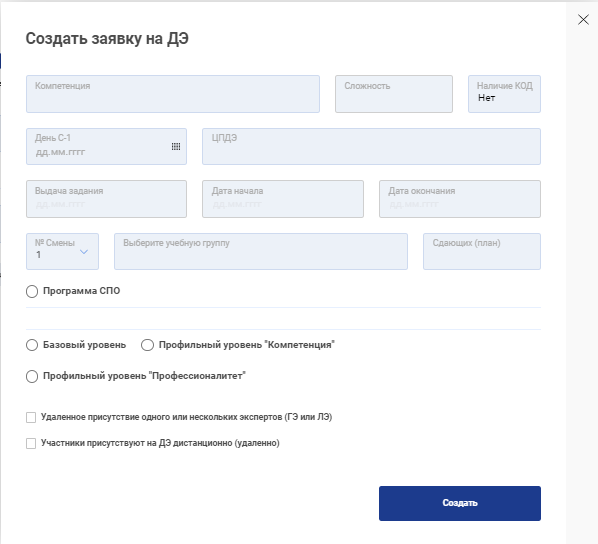 Создать заявку на ДЭ
Компетенция Сложность Наличие КОД
Нет
День С-1 ЦПДЭ
дд.мм.гггг
Выдача задания Дата начала Дата окончания
дд.мм.гггг дд.мм.гггг дд.мм.гггг
№ Смены Выберите учебную группу Сдающих (план)
1
Программа СПО
Базовый уровень Профильный уровень "Компетенция"
Профильный уровень "Профессионалитет"
Удаленное присутствие одного или нескольких экспертов (ГЭ или ЛЭ)
Участники присутствуют на ДЭ дистанционно (удаленно)
Создать